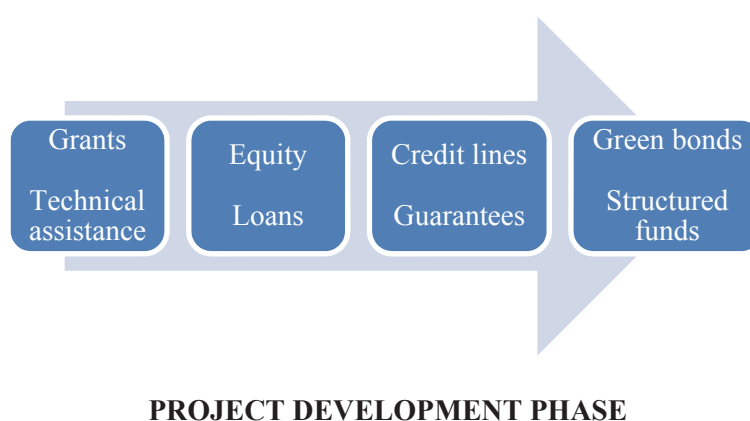 Grants
Technical
assistance
Equity
Loans
Credit lines
Guarantees
Green bonds
Structured
funds
PROJECT DEVELOPMENT PHASE